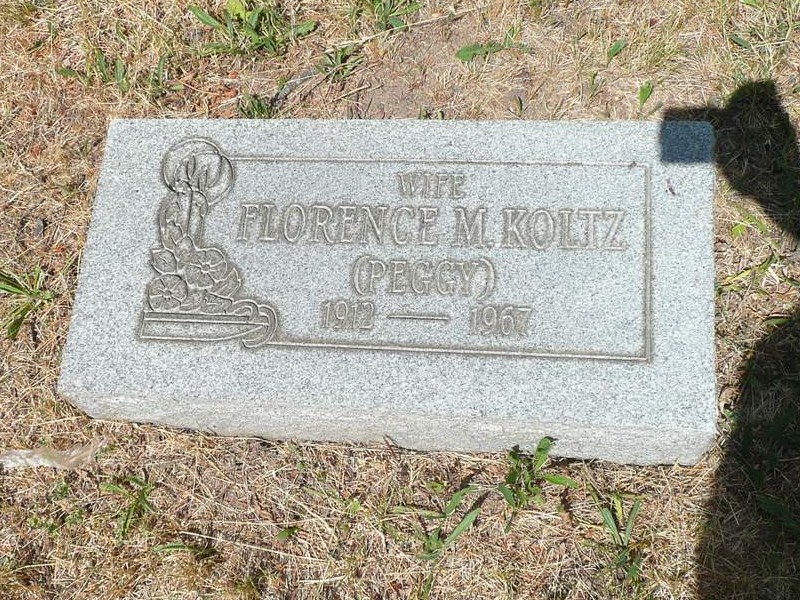 WIFE
FLORENCE M. KOLTZ
(PEGGY)
1912 — 1967